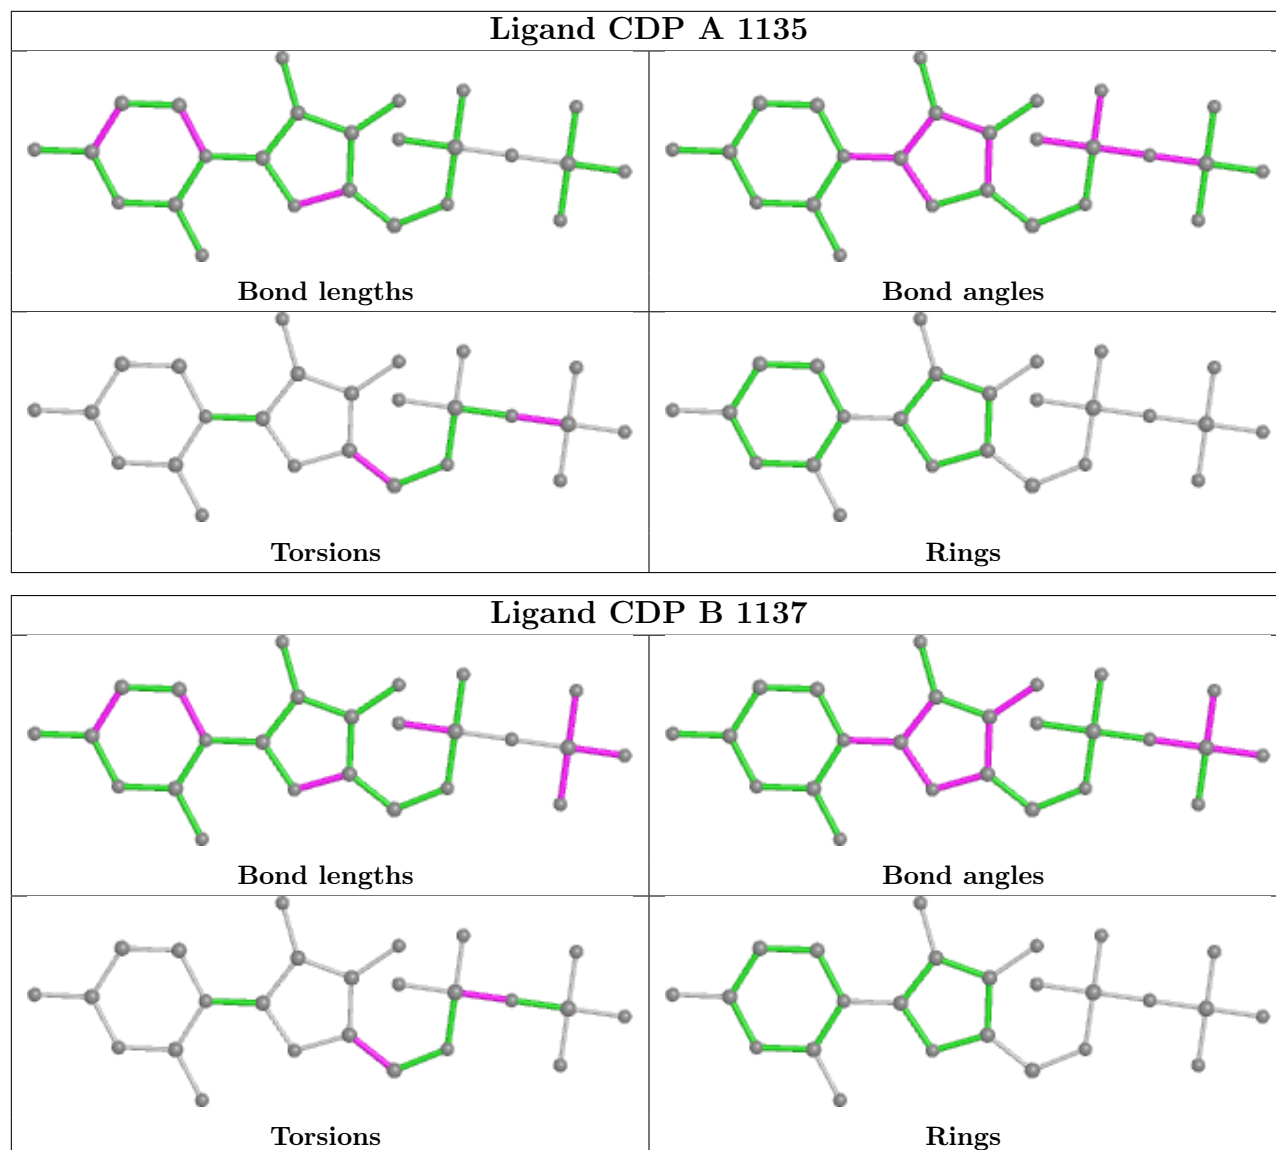 Ligand CDP A 1135
Bond lengths
Bond angles
Torsions
Rings
Ligand CDP B 1137
Bond lengths
Bond angles
Torsions
Rings